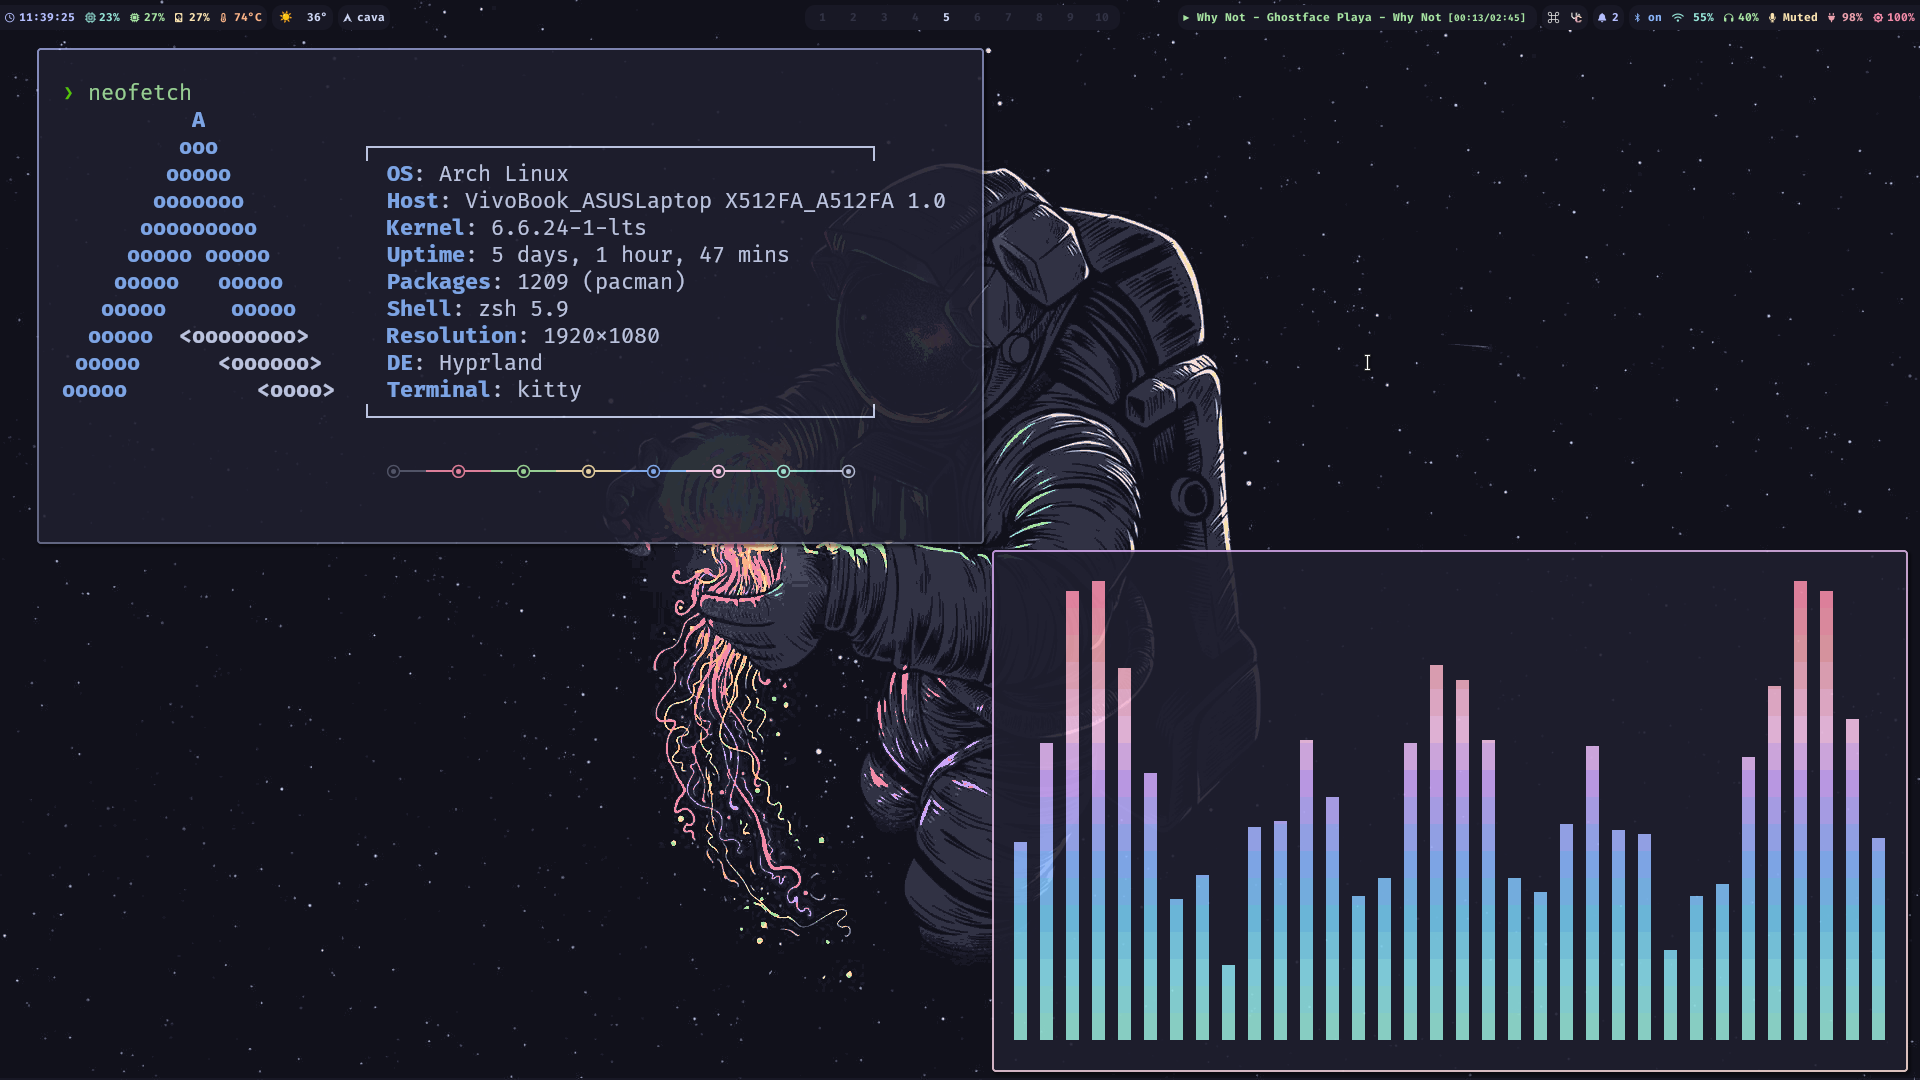 11:39:25 23% 27% 27% 74°C 36° cava 1 2 3 4 5 6 7 8 9 10 Why Not - Ghostface Playa - Why Not [00:13/02:45] 2 on 55% 40% Muted 98% 100%
❯ neofetch
A
ooo
ooooo
ooooooo
ooooooooo
ooooo ooooo
ooooo ooooo
ooooo ooooo
ooooo <oooooooo>
ooooo <oooooo>
ooooo <oooo>
OS: Arch Linux
Host: VivoBook_ASUSLaptop X512FA_A512FA 1.0
Kernel: 6.6.24-1-lts
Uptime: 5 days, 1 hour, 47 mins
Packages: 1209 (pacman)
Shell: zsh 5.9
Resolution: 1920×1080
DE: Hyprland
Terminal: kitty